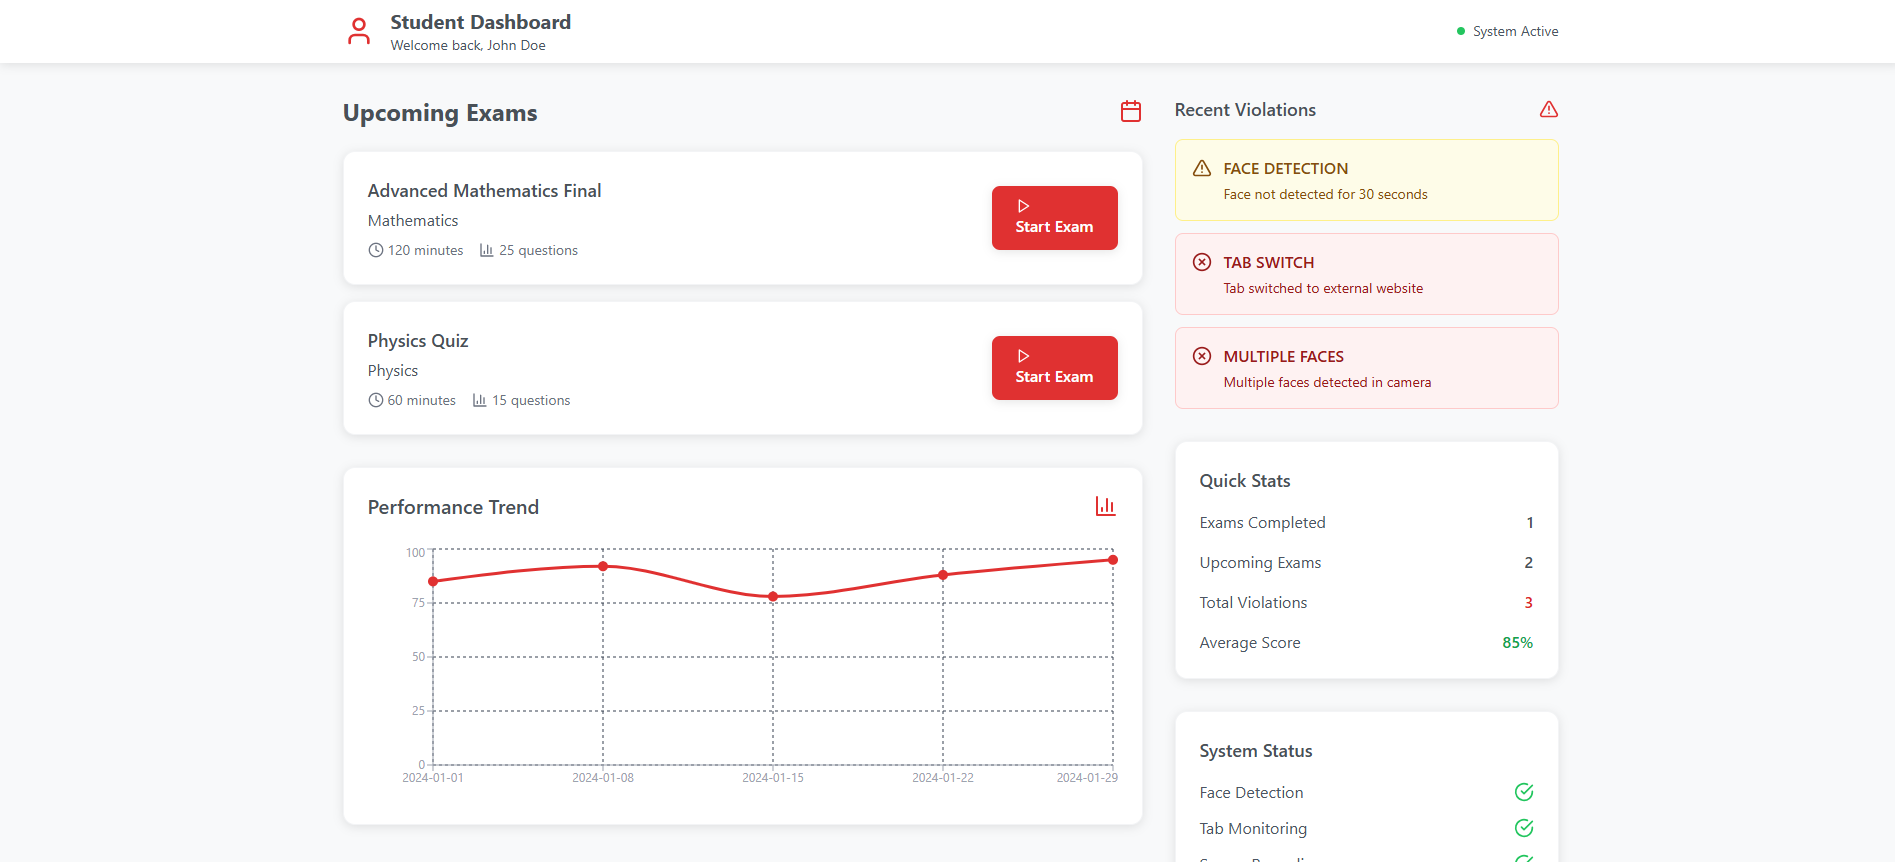 Student Dashboard
Welcome back, John Doe
System Active
Upcoming Exams
Advanced Mathematics Final
Mathematics
120 minutes 25 questions
Start Exam
Physics Quiz
Physics
60 minutes 15 questions
Start Exam
Performance Trend
100
75
50
25
0
2024-01-01 2024-01-08 2024-01-15 2024-01-22 2024-01-29
Recent Violations
FACE DETECTION
Face not detected for 30 seconds
TAB SWITCH
Tab switched to external website
MULTIPLE FACES
Multiple faces detected in camera
Quick Stats
Exams Completed 1
Upcoming Exams 2
Total Violations 3
Average Score 85%
System Status
Face Detection
Tab Monitoring